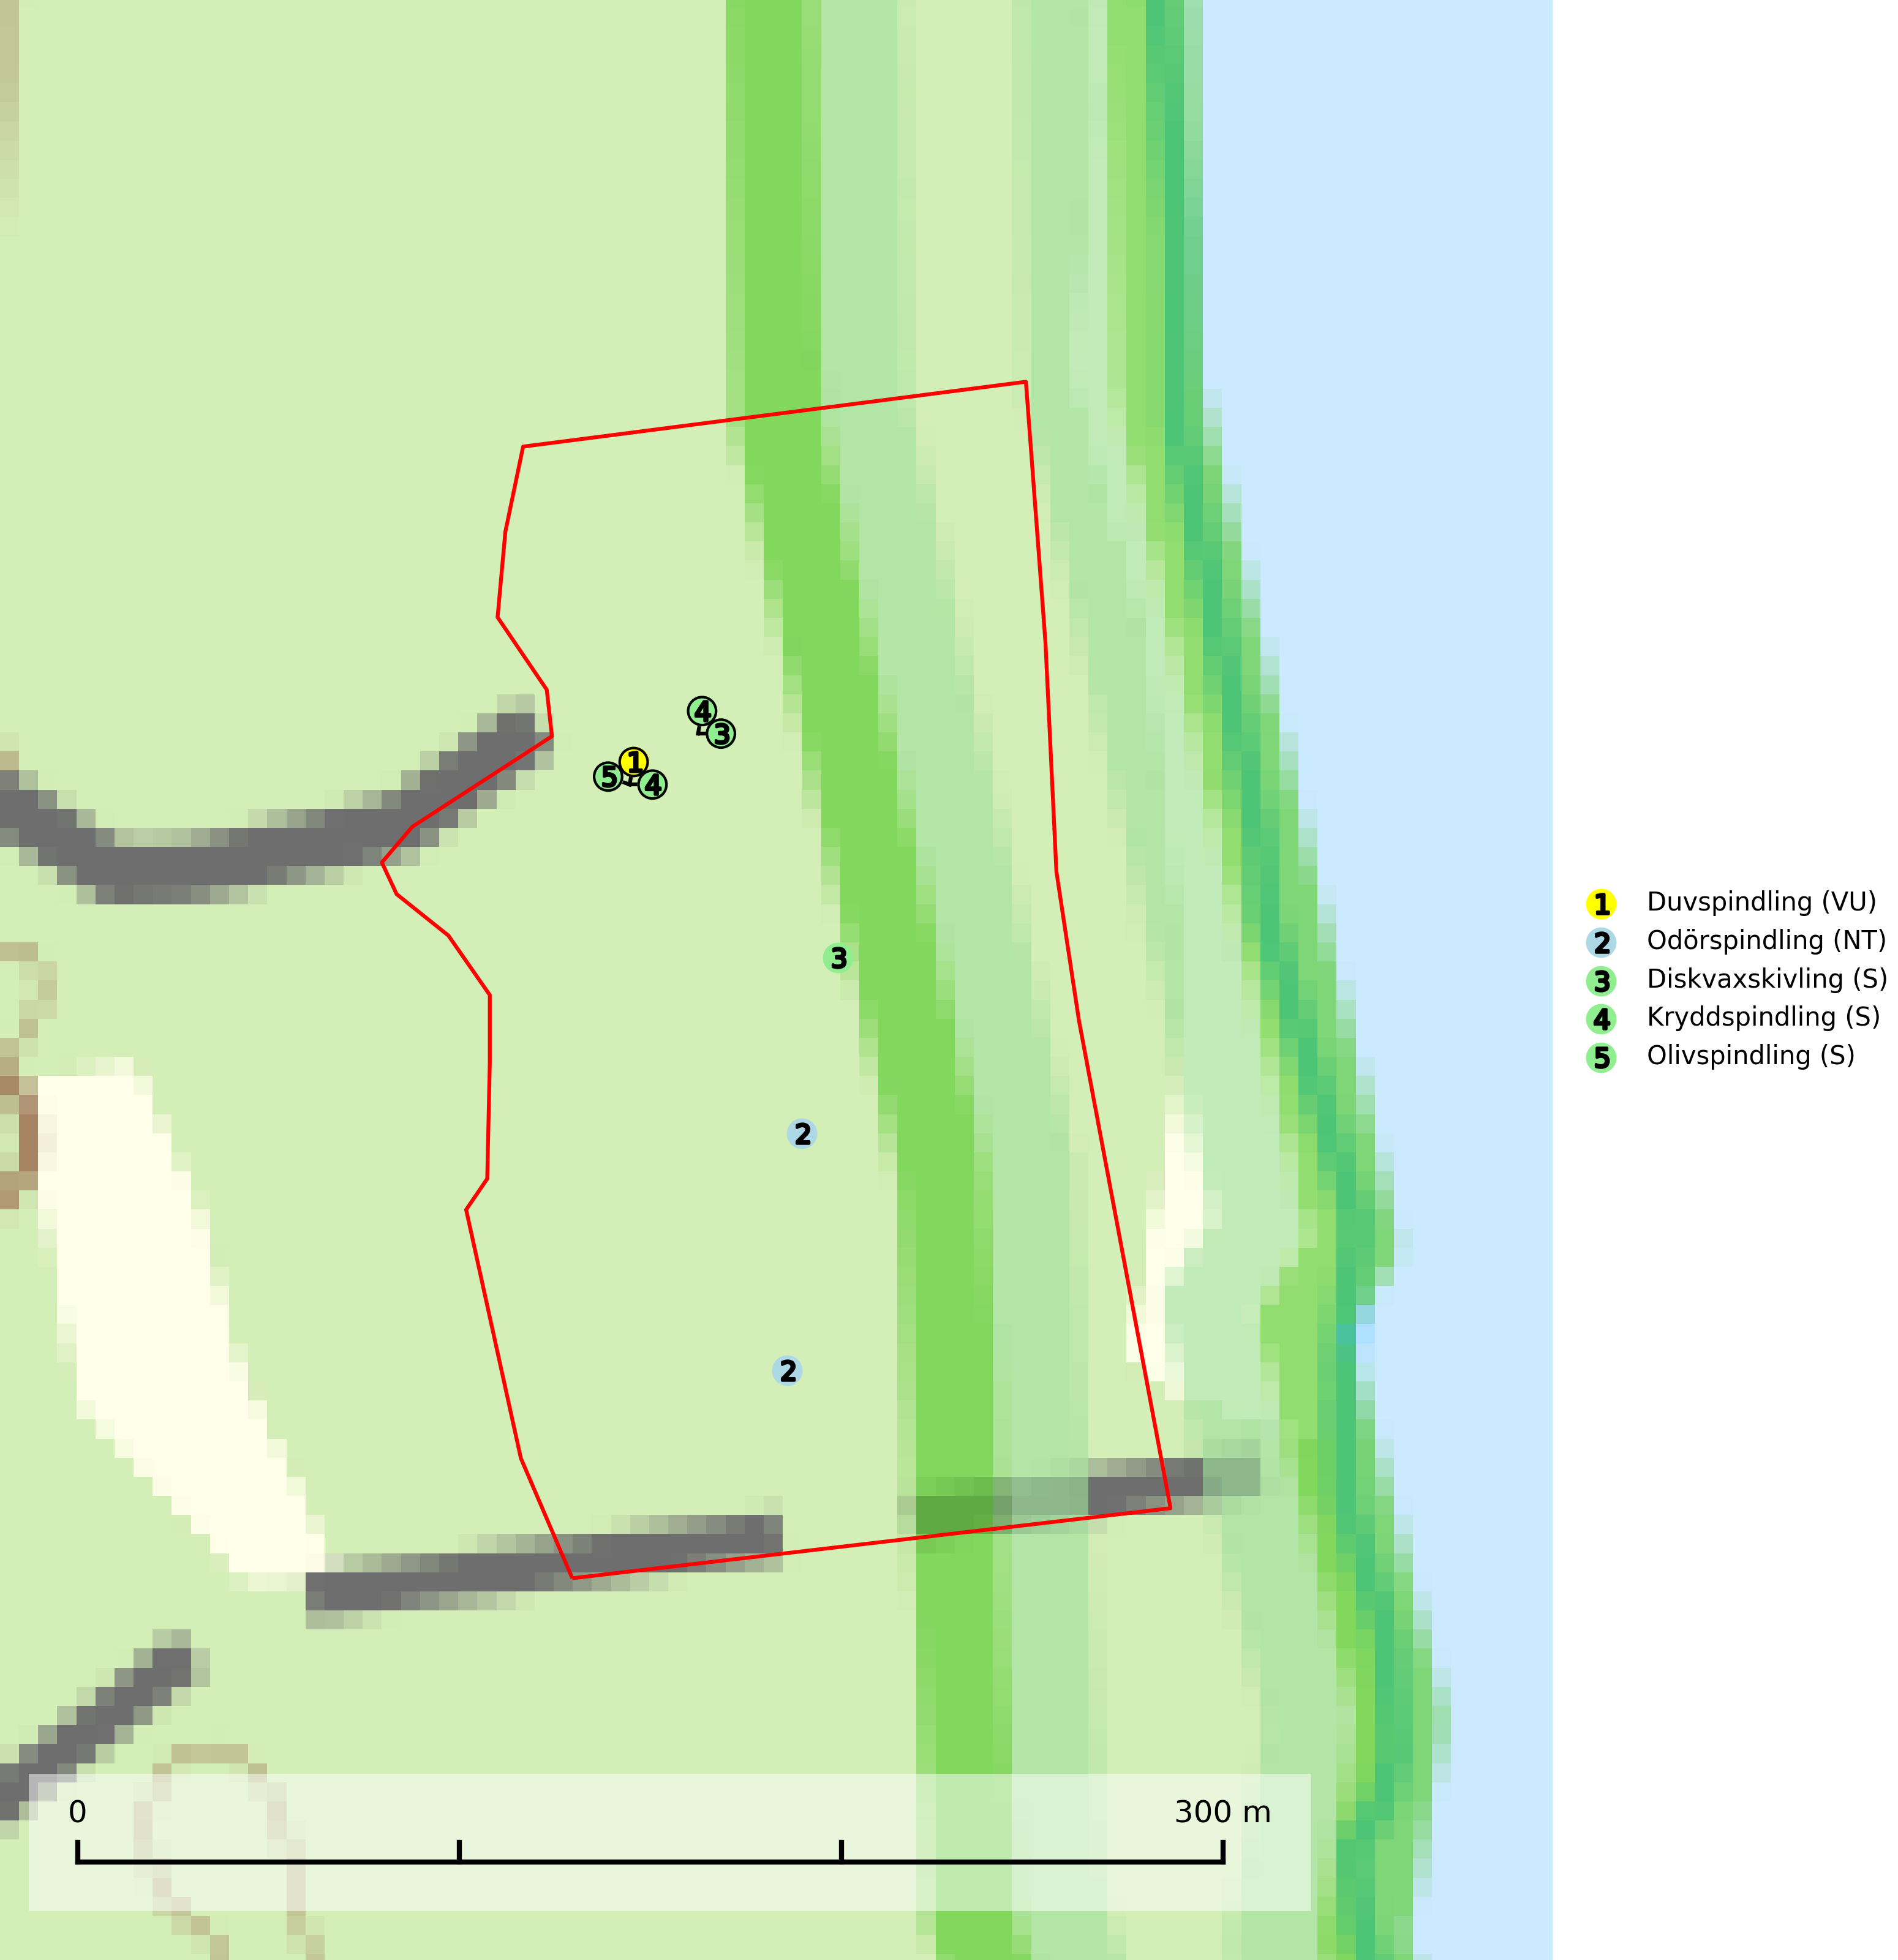 4
3
1
5
4
3
2
2
1 Duvspindling (VU)
2 Odörspindling (NT)
3 Diskvaxskivling (S)
4 Kryddspindling (S)
5 Olivspindling (S)
0 300 m